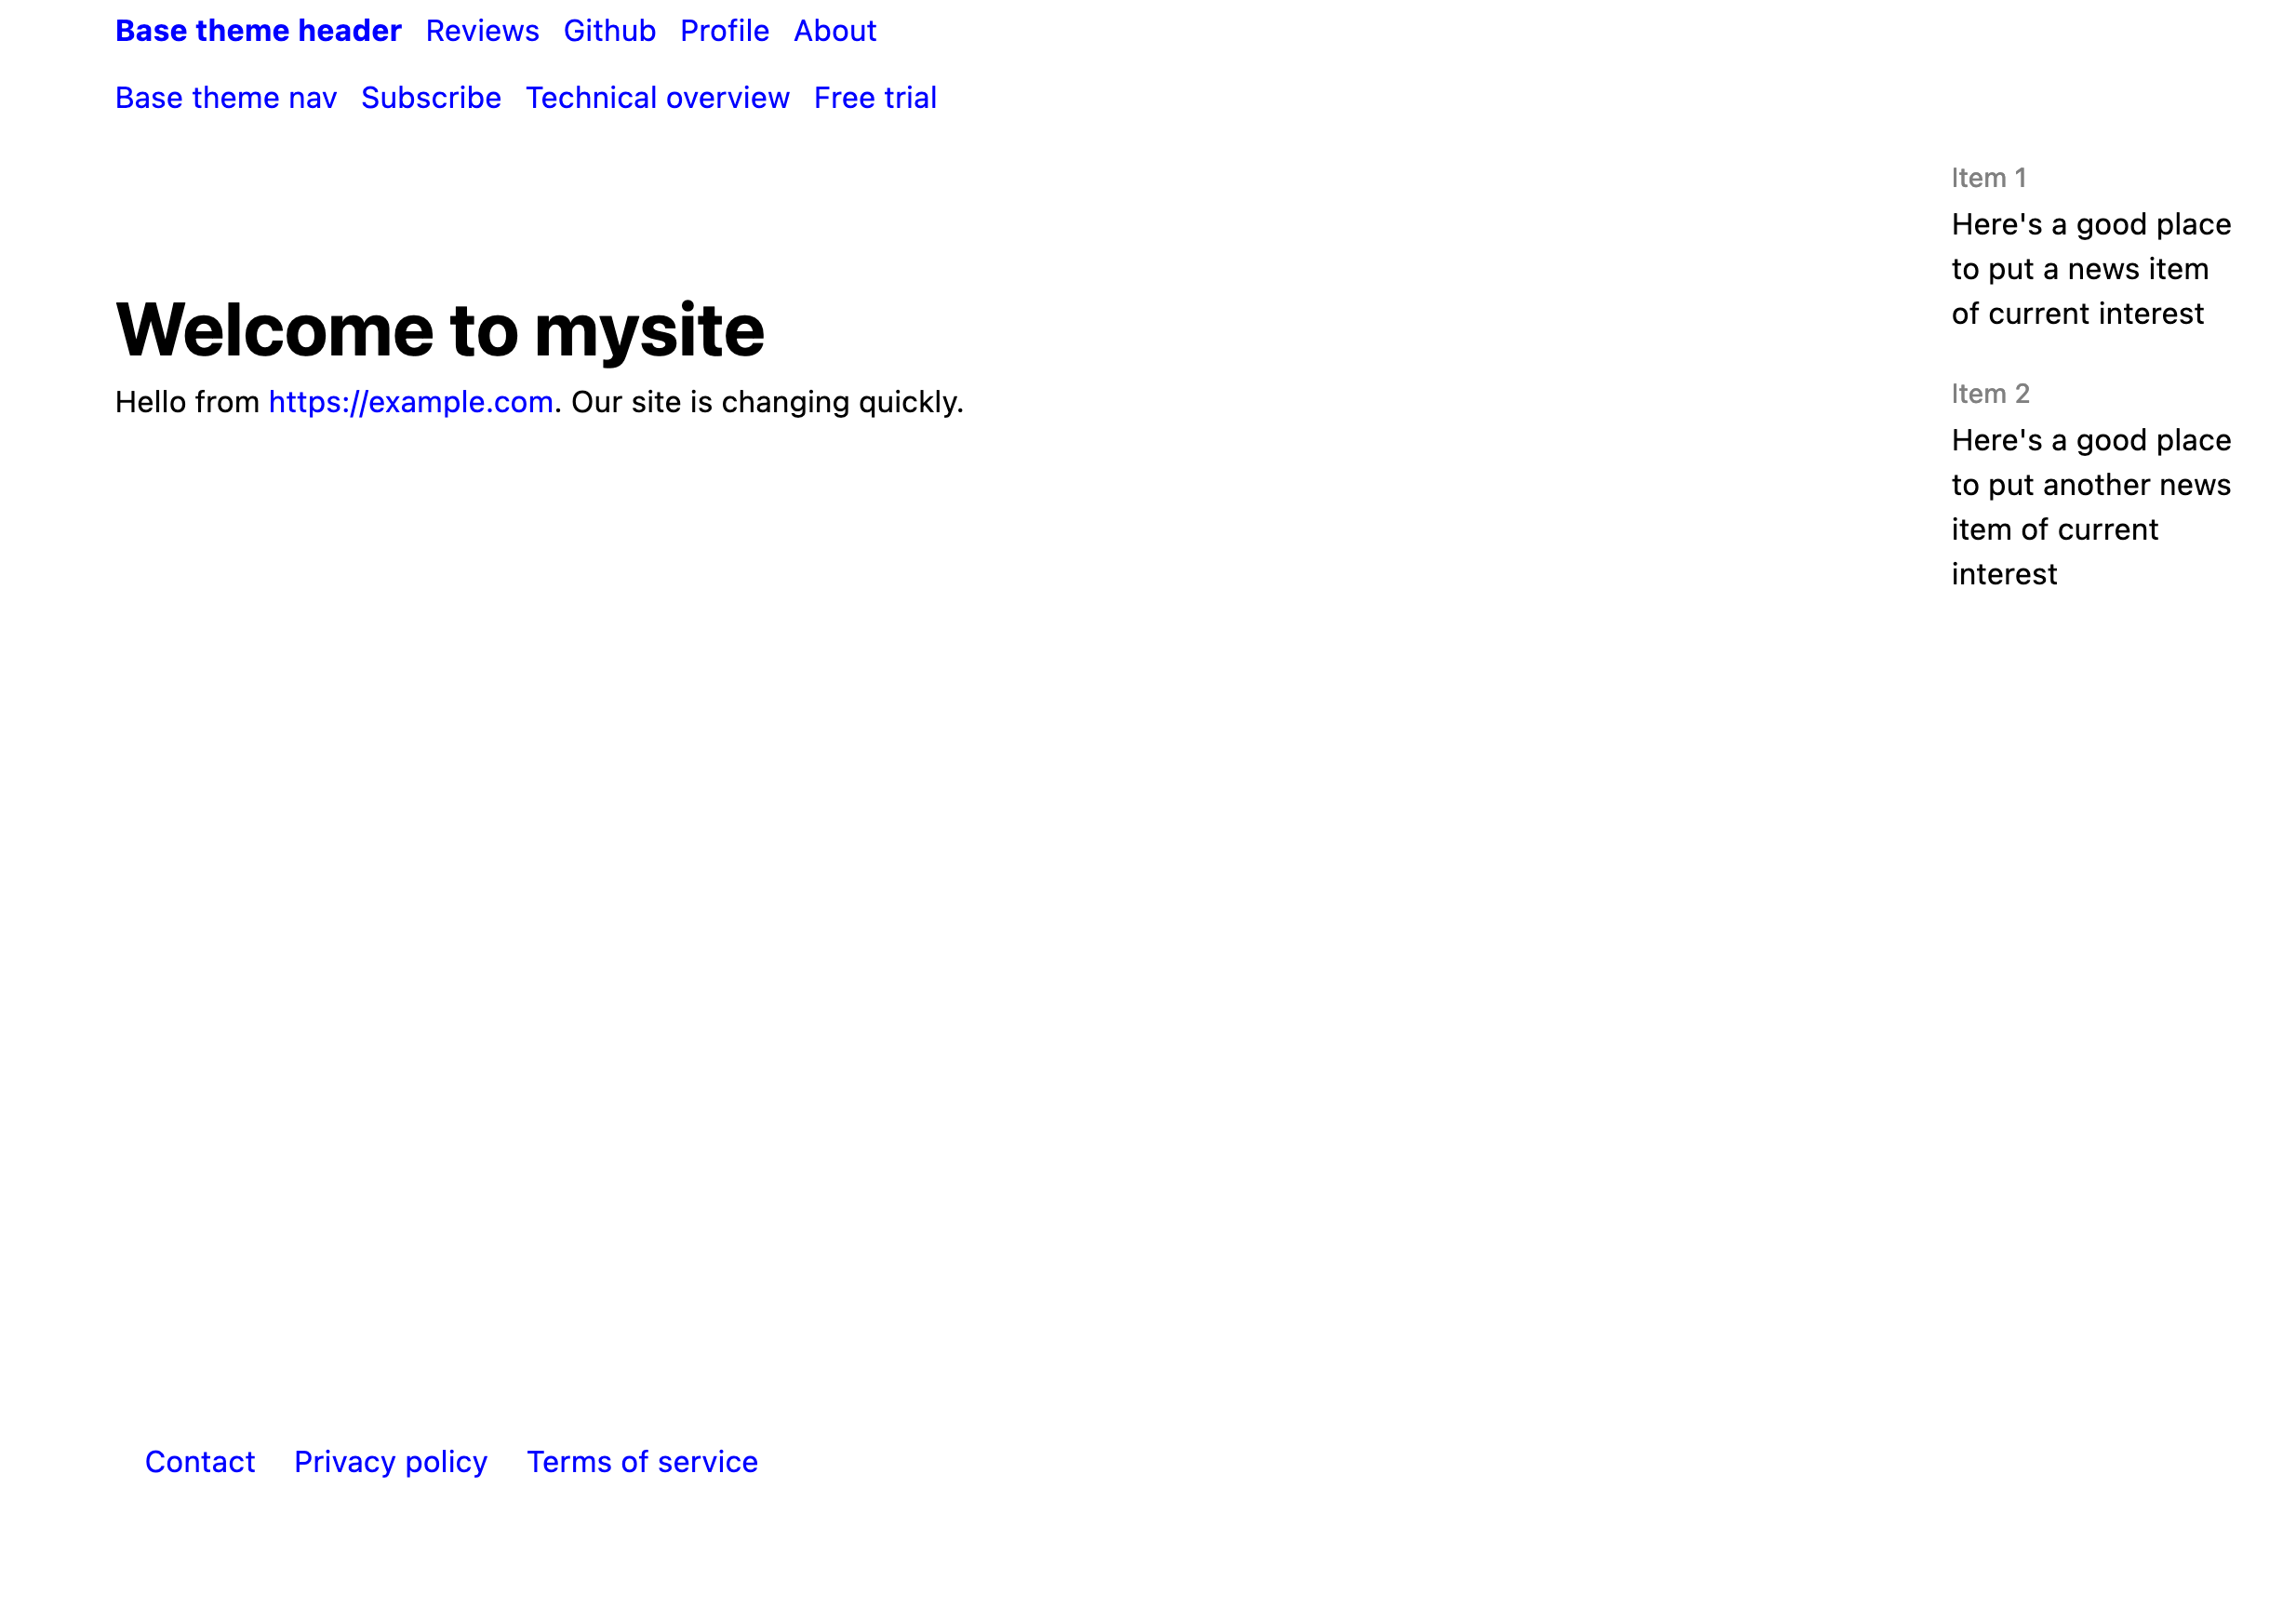 Base theme header Reviews Github Profile About
Base theme nav Subscribe Technical overview Free trial
Welcome to mysite
Hello from https://example.com. Our site is changing quickly.
Item 1
Here's a good place
to put a news item
of current interest
Item 2
Here's a good place
to put another news
item of current
interest
Contact Privacy policy Terms of service